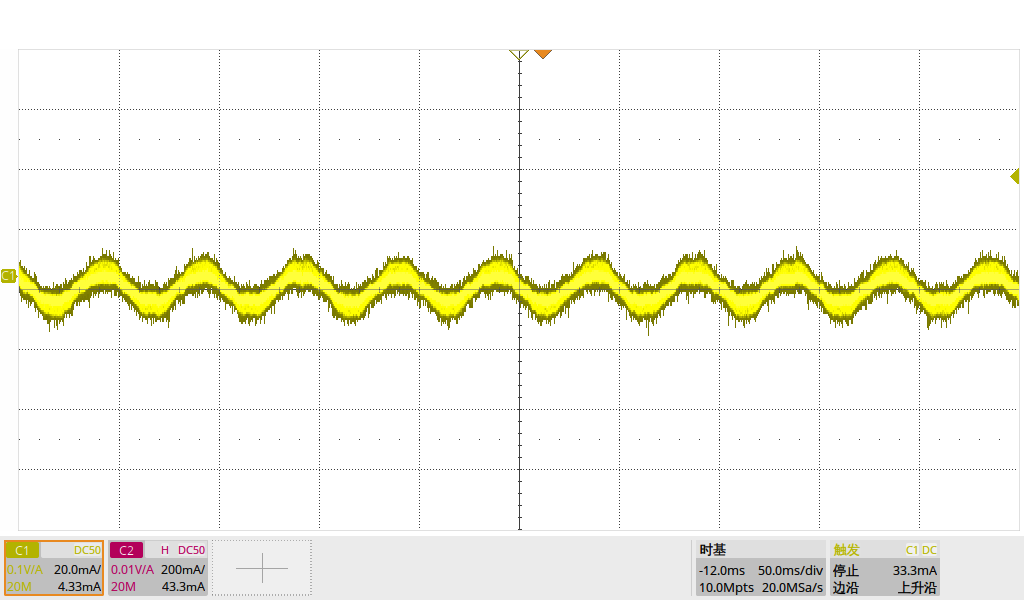 C1
C1 DC50
0.1V/A 20.0mA/
20M 4.33mA
C2 H DC50
0.01V/A 200mA/
20M 43.3mA
时基
-12.0ms 50.0ms/div
10.0Mpts 20.0MSa/s
触发 C1 DC
停止 33.3mA
边沿 上升沿